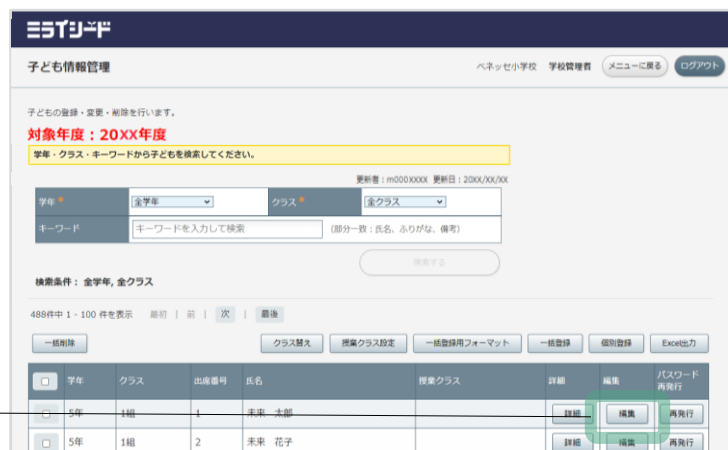 ミライシード
子ども情報管理 ベネッセ小学校 学校管理者 メニューに戻る ログアウト
子どもの登録・変更・削除を行います。
対象年度：20XX年度
学年・クラス・キーワードから子どもを検索してください。
更新者：m000XXXX 更新日：20XX/XX/XX
学年* 全学年 クラス* 全クラス
キーワード キーワードを入力して検索 （部分一致：氏名、ふりがな、備考）
検索する
検索条件： 全学年, 全クラス
488件中 1 - 100 件を表示 最初 | 前 | 次 | 最後
一括削除 クラス替え 授業クラス設定 一括登録用フォーマット 一括登録 個別登録 Excel出力
学年 クラス 出席番号 氏名 授業クラス 詳細 編集 パスワード
再発行
5年 1組 1 未来 太郎 詳細 編集 再発行
5年 1組 2 未来 花子 詳細 編集 再発行